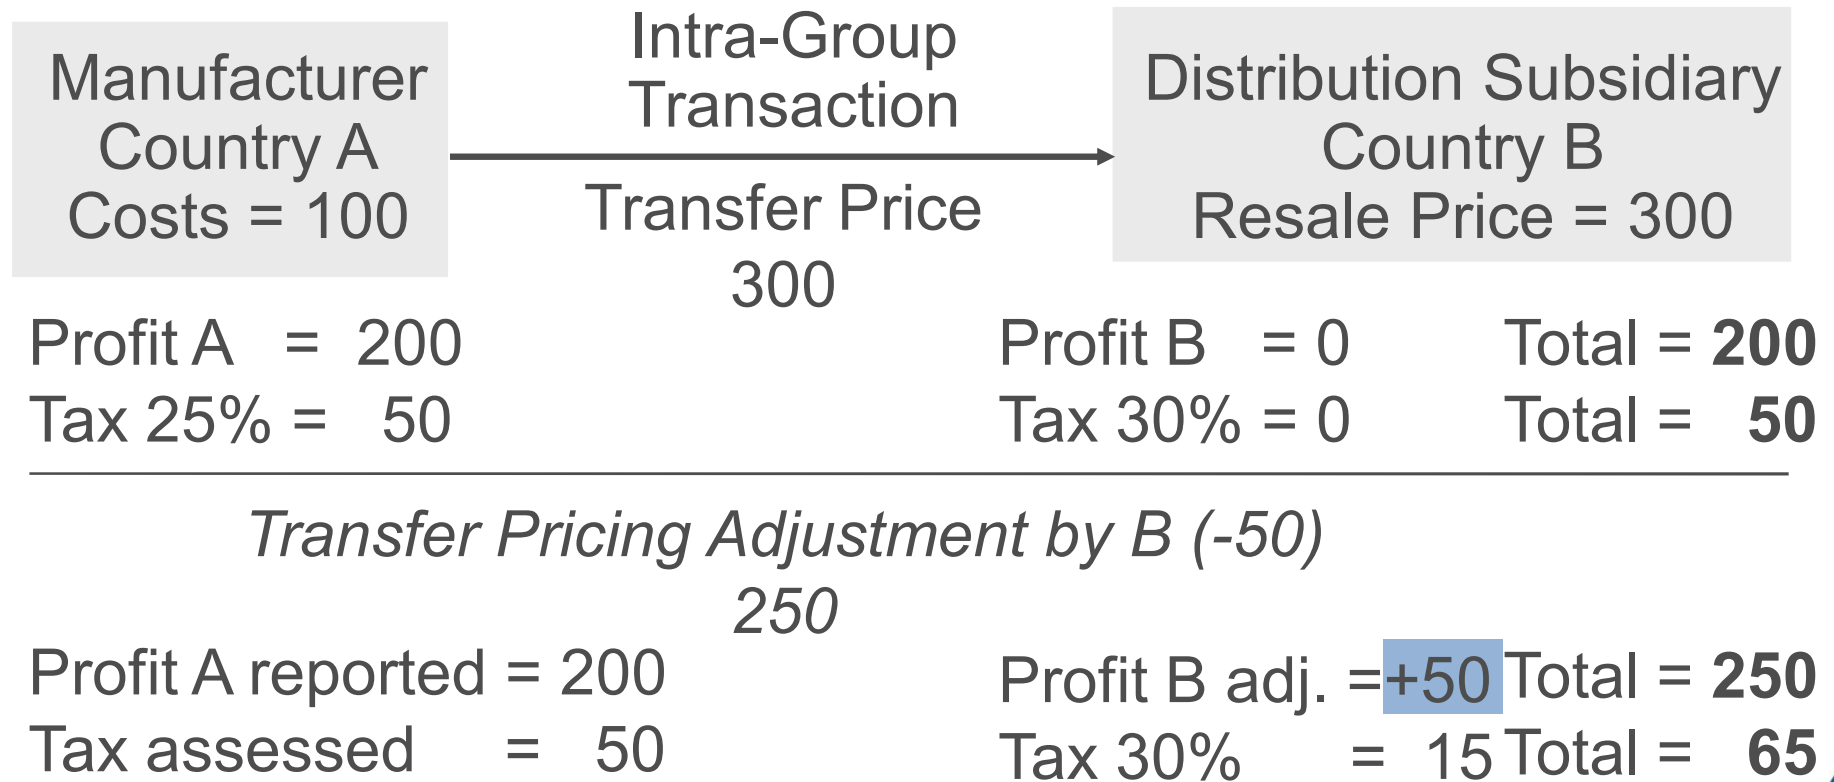 Manufacturer
Country A
Costs = 100
Intra-Group
Transaction
Transfer Price
300
Distribution Subsidiary
Country B
Resale Price = 300
Profit A = 200
Tax 25% = 50
Profit B = 0
Tax 30% = 0
Total = 200
Total = 50
Transfer Pricing Adjustment by B (-50)
250
Profit A reported = 200
Tax assessed = 50
Profit B adj. =+50
Tax 30% = 15
Total = 250
Total = 65